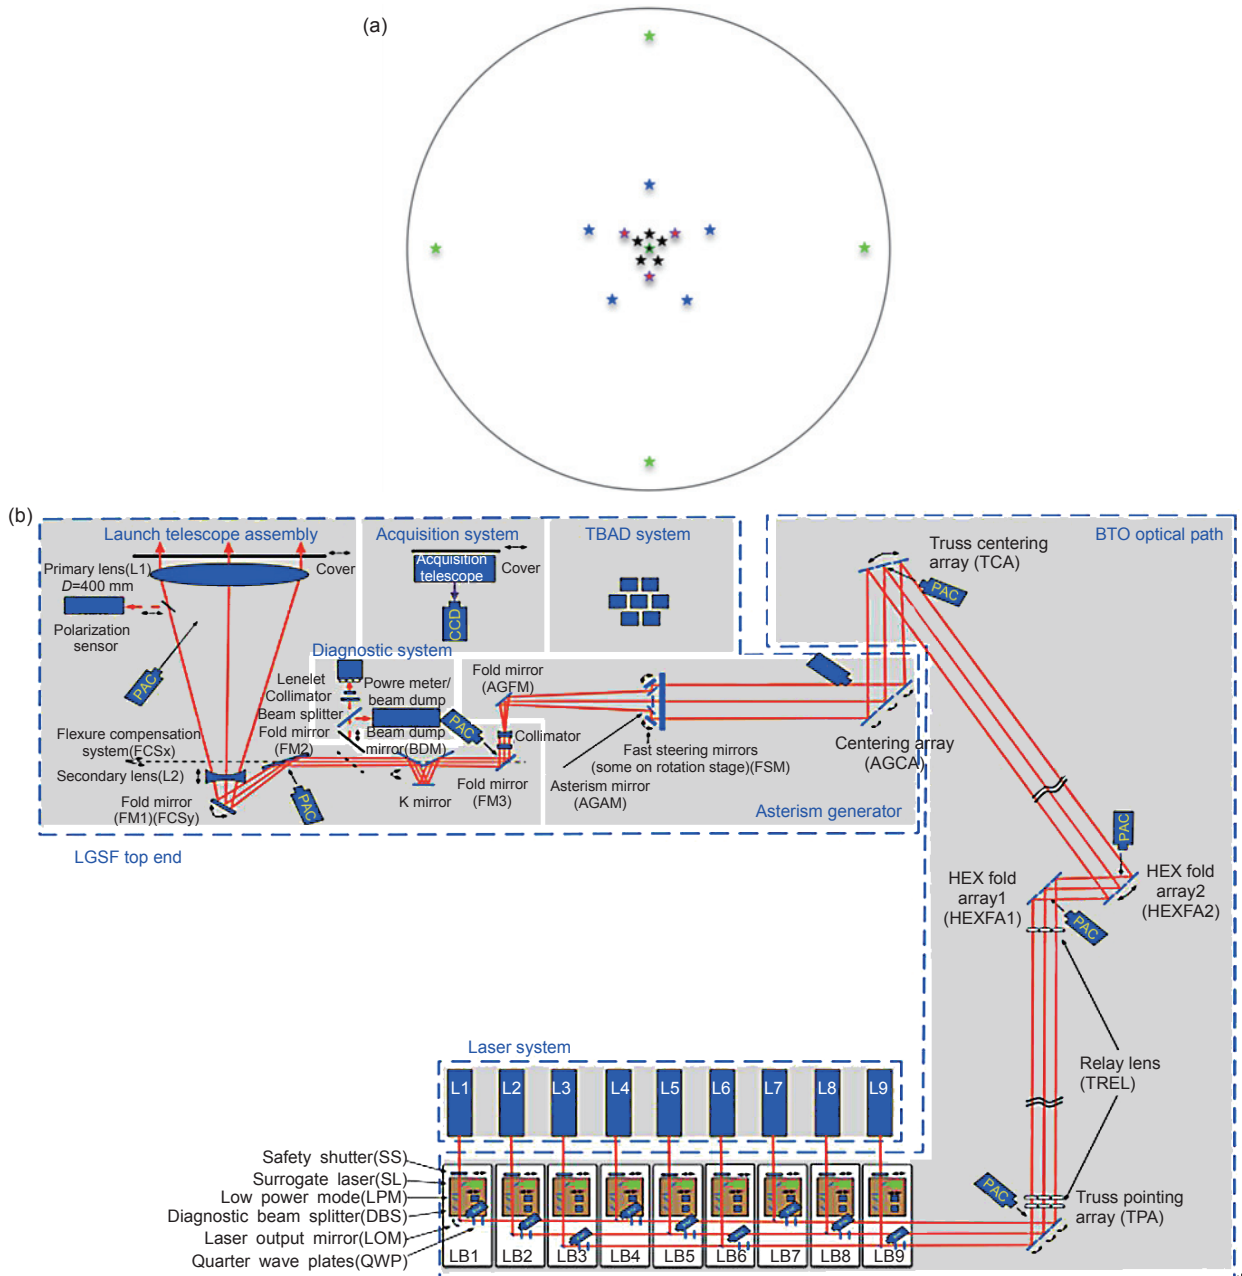 (a)
(b)
Launch telescope assembly
Primary lens(L1)
D=400 mm
Cover
Polarization
sensor
PAC
Flexure compensation
system(FCSx)
Secondary lens(L2)
Fold mirror
(FM1)(FCSy)
LGSF top end
Acquisition system
Acquisition
telescope
Cover
CCD
TBAD system
Diagnostic system
Lenelet
Collimator
Beam splitter
Fold mirror
(FM2)
Powre meter/
beam dump
Beam dump
mirror(BDM)
PAC
PAC
K mirror
Fold mirror
(AGFM)
Collimator
Fold mirror
(FM3)
Fast steering mirrors
(some on rotation stage)(FSM)
Asterism mirror
(AGAM)
Centering array
(AGCA)
Asterism generator
BTO optical path
Truss centering
array (TCA)
PAC
PAC
HEX fold
array1
(HEXFA1)
HEX fold
array2
(HEXFA2)
PAC
Relay lens
(TREL)
PAC
Truss pointing
array (TPA)
Laser system
L1 L2 L3 L4 L5 L6 L7 L8 L9
Safety shutter(SS)
Surrogate laser(SL)
Low power mode(LPM)
Diagnostic beam splitter(DBS)
Laser output mirror(LOM)
Quarter wave plates(QWP)
LB1 LB2 LB3 LB4 LB5 LB6 LB7 LB8 LB9